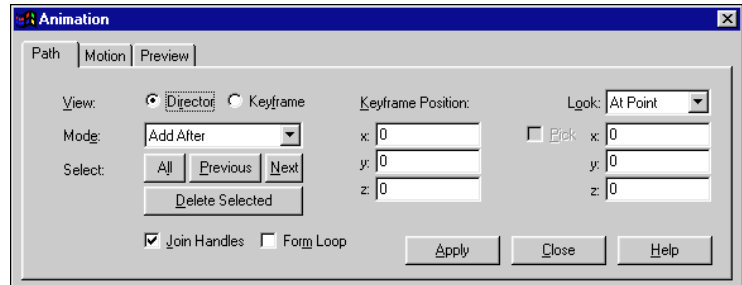 Animation
Path Motion Preview
View: Director Keyframe Keyframe Position: Look: At Point
Mode: Add After x: 0 Pick x: 0
Select: All Previous Next y: 0 y: 0
Delete Selected z: 0 z: 0
Join Handles Form Loop Apply Close Help